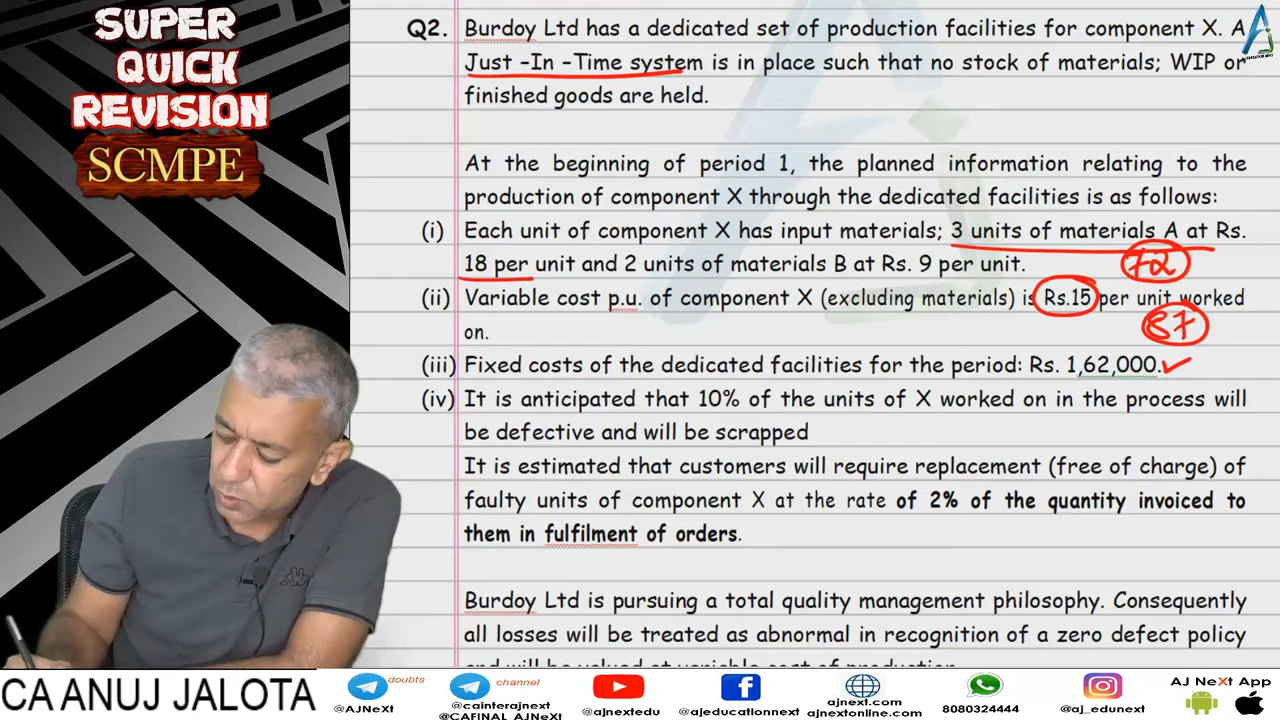 SUPER
QUICK
REVISION
SCMPE
Q2. Burdoy Ltd has a dedicated set of production facilities for component X. A
Just -In -Time system is in place such that no stock of materials; WIP or
finished goods are held.
At the beginning of period 1, the planned information relating to the
production of component X through the dedicated facilities is as follows:
(i) Each unit of component X has input materials; 3 units of materials A at Rs.
18 per unit and 2 units of materials B at Rs. 9 per unit.
72
(ii) Variable cost p.u. of component X (excluding materials) is Rs.15 per unit worked
on.
87
(iii) Fixed costs of the dedicated facilities for the period: Rs. 1,62,000.
(iv) It is anticipated that 10% of the units of X worked on in the process will
be defective and will be scrapped
It is estimated that customers will require replacement (free of charge) of
faulty units of component X at the rate of 2% of the quantity invoiced to
them in fulfilment of orders.
Burdoy Ltd is pursuing a total quality management philosophy. Consequently
all losses will be treated as abnormal in recognition of a zero defect policy
and will be valued at variable cost of production
CA ANUJ JALOTA
doubts
@AJNeXt
channel
@cainterajnext
@CAFINAL_AJNeXt
@ajnextedu
@ajeducationnext
ajnext.com
ajnextonline.com
8080324444
@aj_edunext
AJ NeXt App